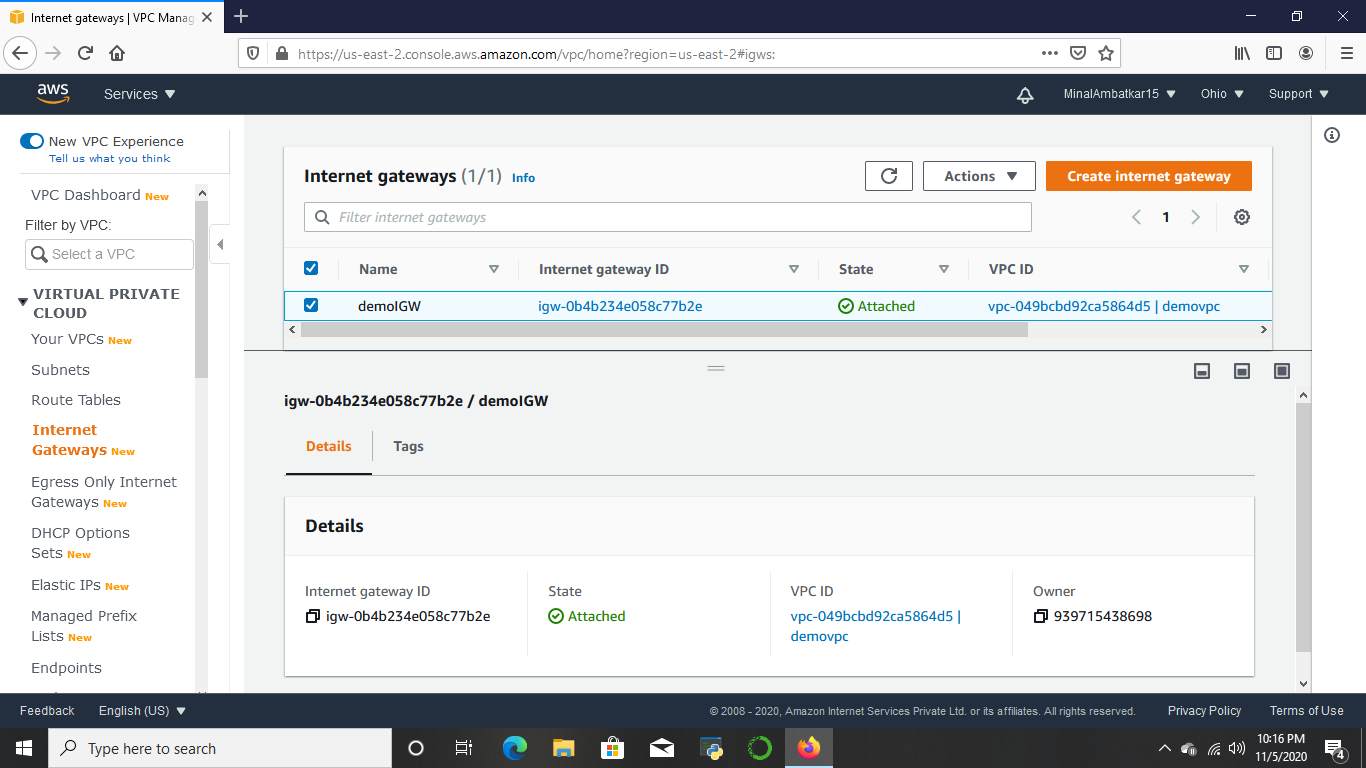 Internet gateways | VPC Manag
https://us-east-2.console.aws.amazon.com/vpc/home?region=us-east-2#igws:
aws
Services
MinalAmbatkar15
Ohio
Support
New VPC Experience
Tell us what you think
VPC Dashboard New
Filter by VPC:
Select a VPC
VIRTUAL PRIVATE
CLOUD
Your VPCs New
Subnets
Route Tables
Internet
Gateways New
Egress Only Internet
Gateways New
DHCP Options
Sets New
Elastic IPs New
Managed Prefix
Lists New
Endpoints
Internet gateways (1/1) Info
Actions
Create internet gateway
Filter internet gateways
1
Name Internet gateway ID State VPC ID
demoIGW igw-0b4b234e058c77b2e Attached vpc-049bcbd92ca5864d5 | demovpc
igw-0b4b234e058c77b2e / demoIGW
Details Tags
Details
Internet gateway ID
igw-0b4b234e058c77b2e
State
Attached
VPC ID
vpc-049bcbd92ca5864d5 |
demovpc
Owner
939715438698
Feedback English (US) © 2008 - 2020, Amazon Internet Services Private Ltd. or its affiliates. All rights reserved. Privacy Policy Terms of Use
Type here to search
10:16 PM
11/5/2020
4